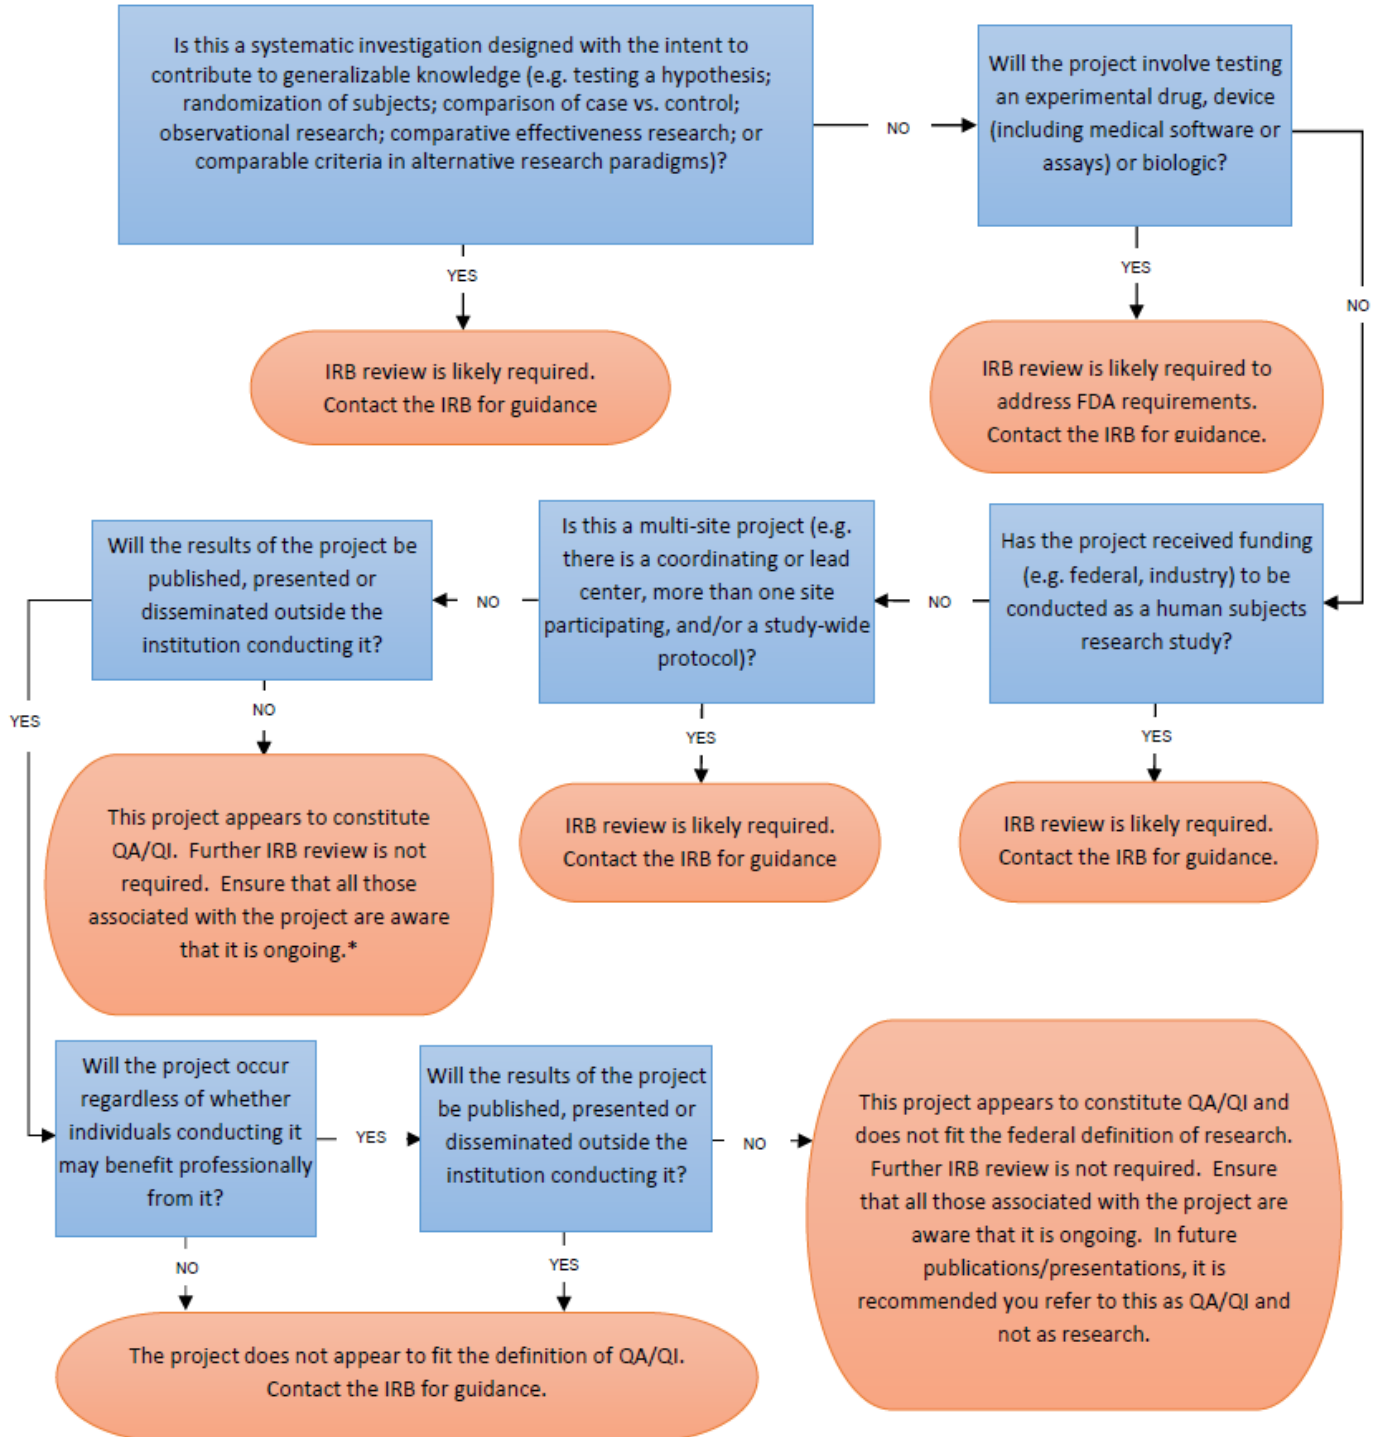 Is this a systematic investigation designed with the intent to
contribute to generalizable knowledge (e.g. testing a hypothesis;
randomization of subjects; comparison of case vs. control;
observational research; comparative effectiveness research; or
comparable criteria in alternative research paradigms)?
NO
Will the project involve testing
an experimental drug, device
(including medical software or
assays) or biologic?
YES
YES
NO
IRB review is likely required.
Contact the IRB for guidance
IRB review is likely required to
address FDA requirements.
Contact the IRB for guidance.
Will the results of the project be
published, presented or
disseminated outside the
institution conducting it?
NO
Is this a multi-site project (e.g.
there is a coordinating or lead
center, more than one site
participating, and/or a study-wide
protocol)?
NO
Has the project received funding
(e.g. federal, industry) to be
conducted as a human subjects
research study?
YES
NO
YES
YES
This project appears to constitute
QA/QI. Further IRB review is not
required. Ensure that all those
associated with the project are aware
that it is ongoing.*
IRB review is likely required.
Contact the IRB for guidance
IRB review is likely required.
Contact the IRB for guidance.
Will the project occur
regardless of whether
individuals conducting it
may benefit professionally
from it?
YES
Will the results of the project
be published, presented or
disseminated outside the
institution conducting it?
NO
This project appears to constitute QA/QI and
does not fit the federal definition of research.
Further IRB review is not required. Ensure
that all those associated with the project are
aware that it is ongoing. In future
publications/presentations, it is
recommended you refer to this as QA/QI and
not as research.
NO
YES
The project does not appear to fit the definition of QA/QI.
Contact the IRB for guidance.